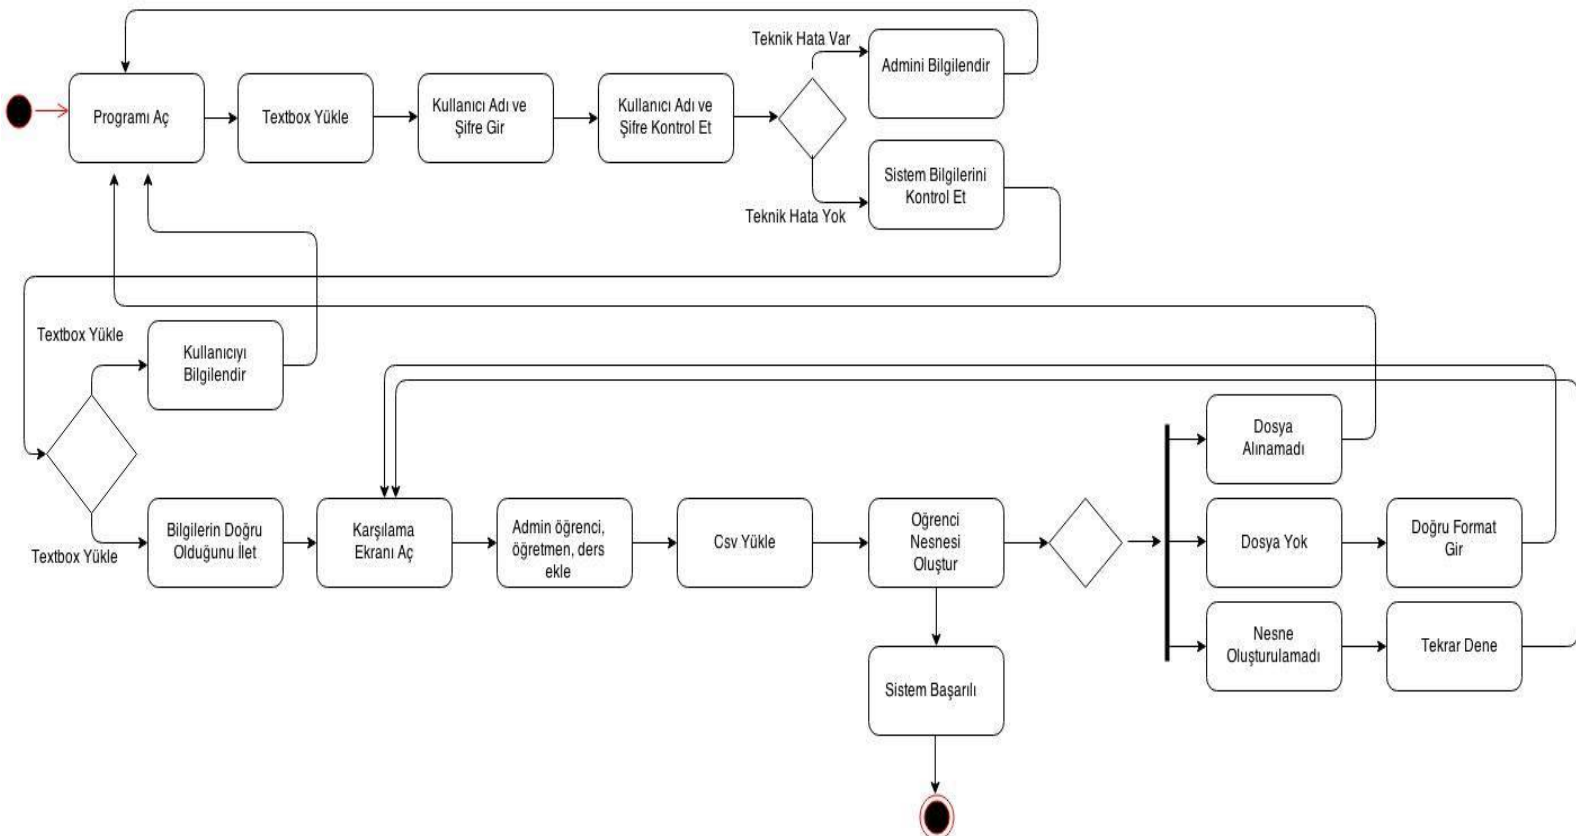 Teknik Hata Var
Admini Bilgilendir
Programı Aç
Textbox Yükle
Kullanıcı Adı ve
Şifre Gir
Kullanıcı Adı ve
Şifre Kontrol Et
Sistem Bilgilerini
Kontrol Et
Teknik Hata Yok
Textbox Yükle
Kullanıcıyı
Bilgilendir
Dosya
Alınamadı
Textbox Yükle
Bilgilerin Doğru
Olduğunu İlet
Karşılama
Ekranı Aç
Admin öğrenci,
öğretmen, ders
ekle
Csv Yükle
Oğrenci
Nesnesi
Oluştur
Dosya Yok
Doğru Format
Gir
Nesne
Oluşturulamadı
Tekrar Dene
Sistem Başarılı